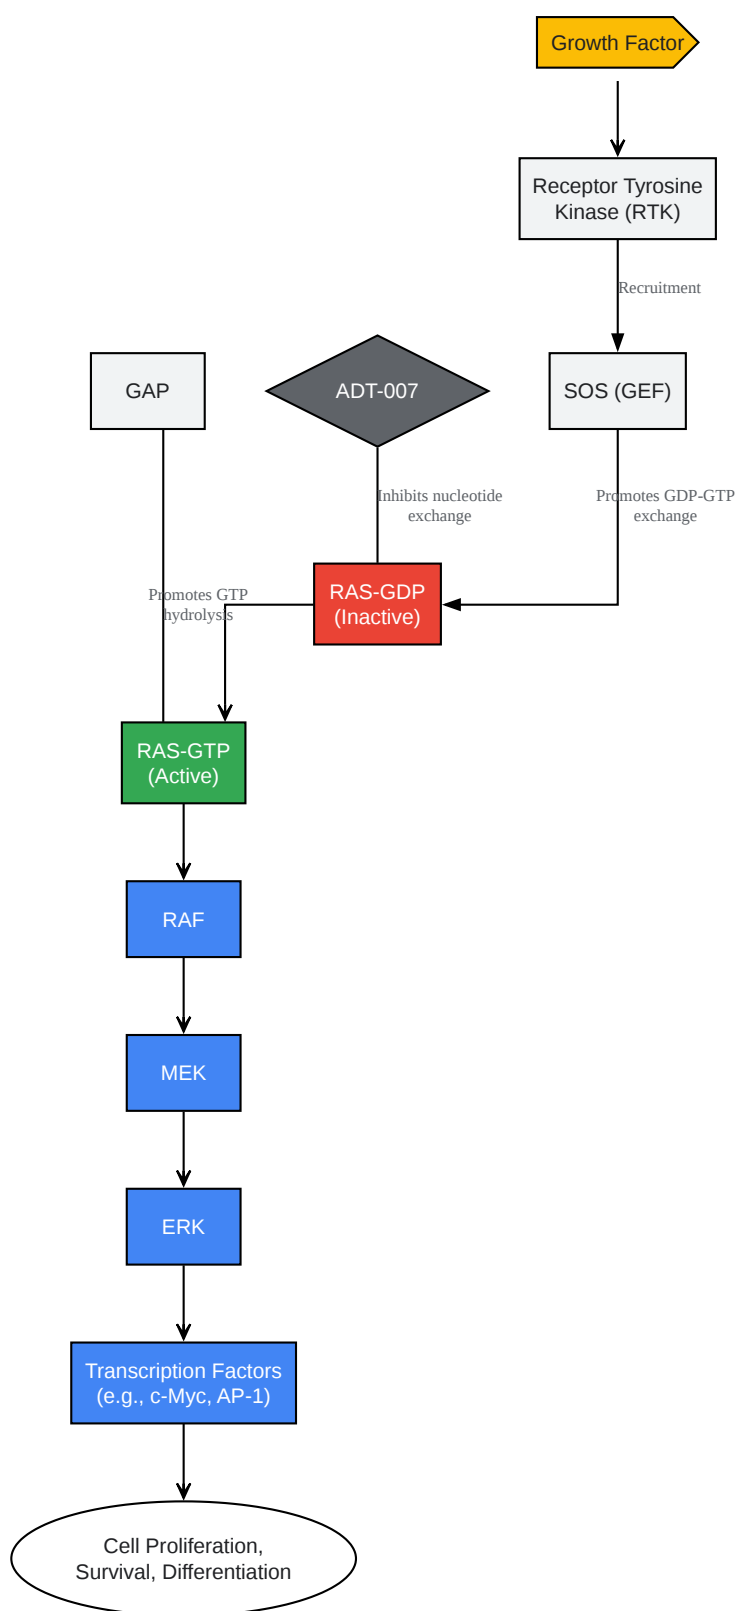 Growth Factor
Receptor Tyrosine
Kinase (RTK)
Recruitment
GAP
ADT-007
SOS (GEF)
Inhibits nucleotide
exchange
Promotes GDP-GTP
exchange
RAS-GDP
(Inactive)
Promotes GTP
hydrolysis
RAS-GTP
(Active)
RAF
MEK
ERK
Transcription Factors
(e.g., c-Myc, AP-1)
Cell Proliferation,
Survival, Differentiation